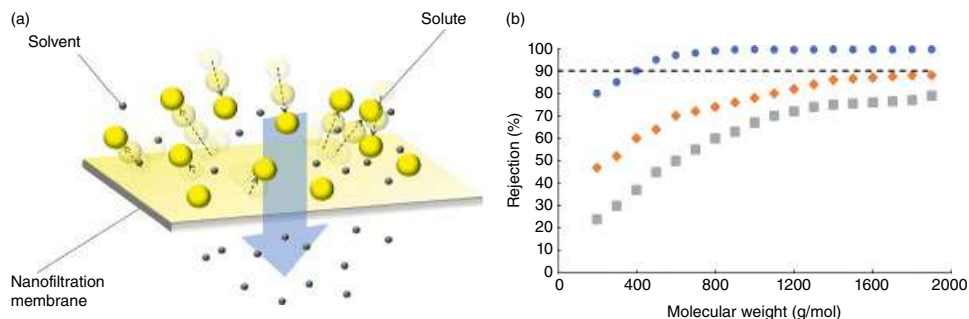 (a)
Solvent
Solute
Nanofiltration
membrane
(b)
Rejection (%)
100
90
80
70
60
50
40
30
20
10
0
0 400 800 1200 1600 2000
Molecular weight (g/mol)